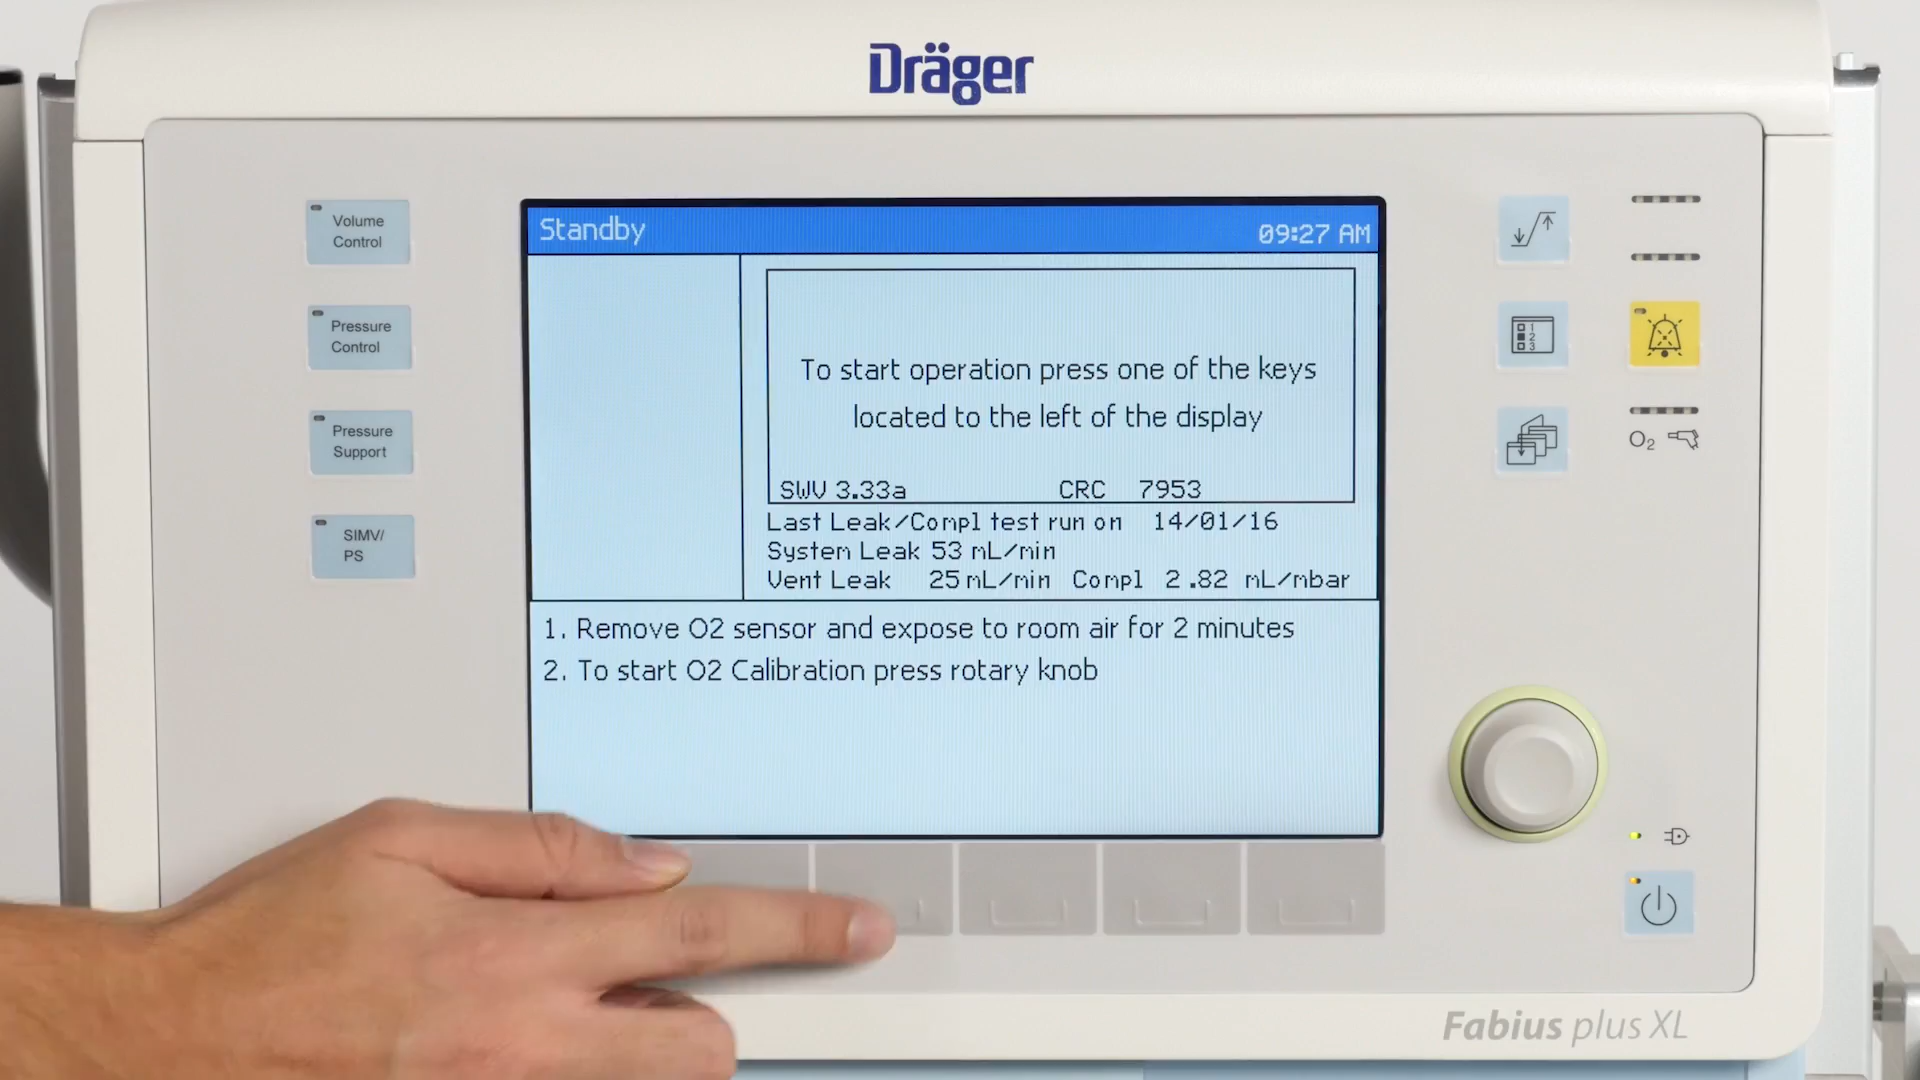 Dräger
Volume
Control
Pressure
Control
Pressure
Support
SIMV/
PS
Standby
09:27 AM
To start operation press one of the keys
located to the left of the display
SWV 3.33a CRC 7953
Last Leak/Compl test run on 14/01/16
System Leak 53 mL/min
Vent Leak 25 mL/min Compl 2.82 mL/mbar
1. Remove O2 sensor and expose to room air for 2 minutes
2. To start O2 Calibration press rotary knob
1
2
3
O2
Fabius plus XL